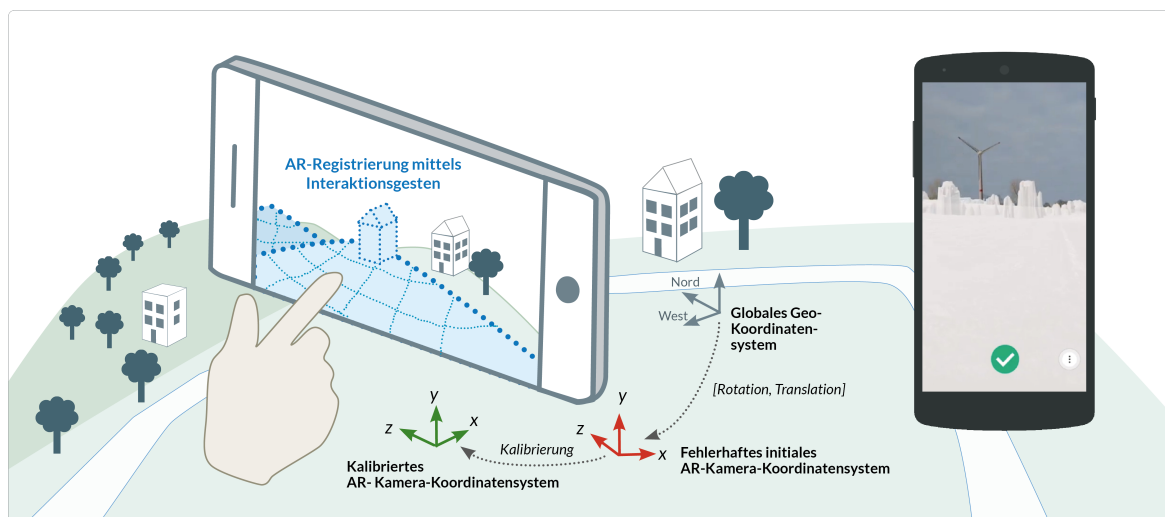 AR-Registrierung mittels
Interaktionsgesten
Nord
West
Globales Geo-
Koordinaten-
system
[Rotation, Translation]
y
x
z
Kalibrierung
y
z
x
Kalibriertes
AR- Kamera-Koordinatensystem
Fehlerhaftes initiales
AR-Kamera-Koordinatensystem